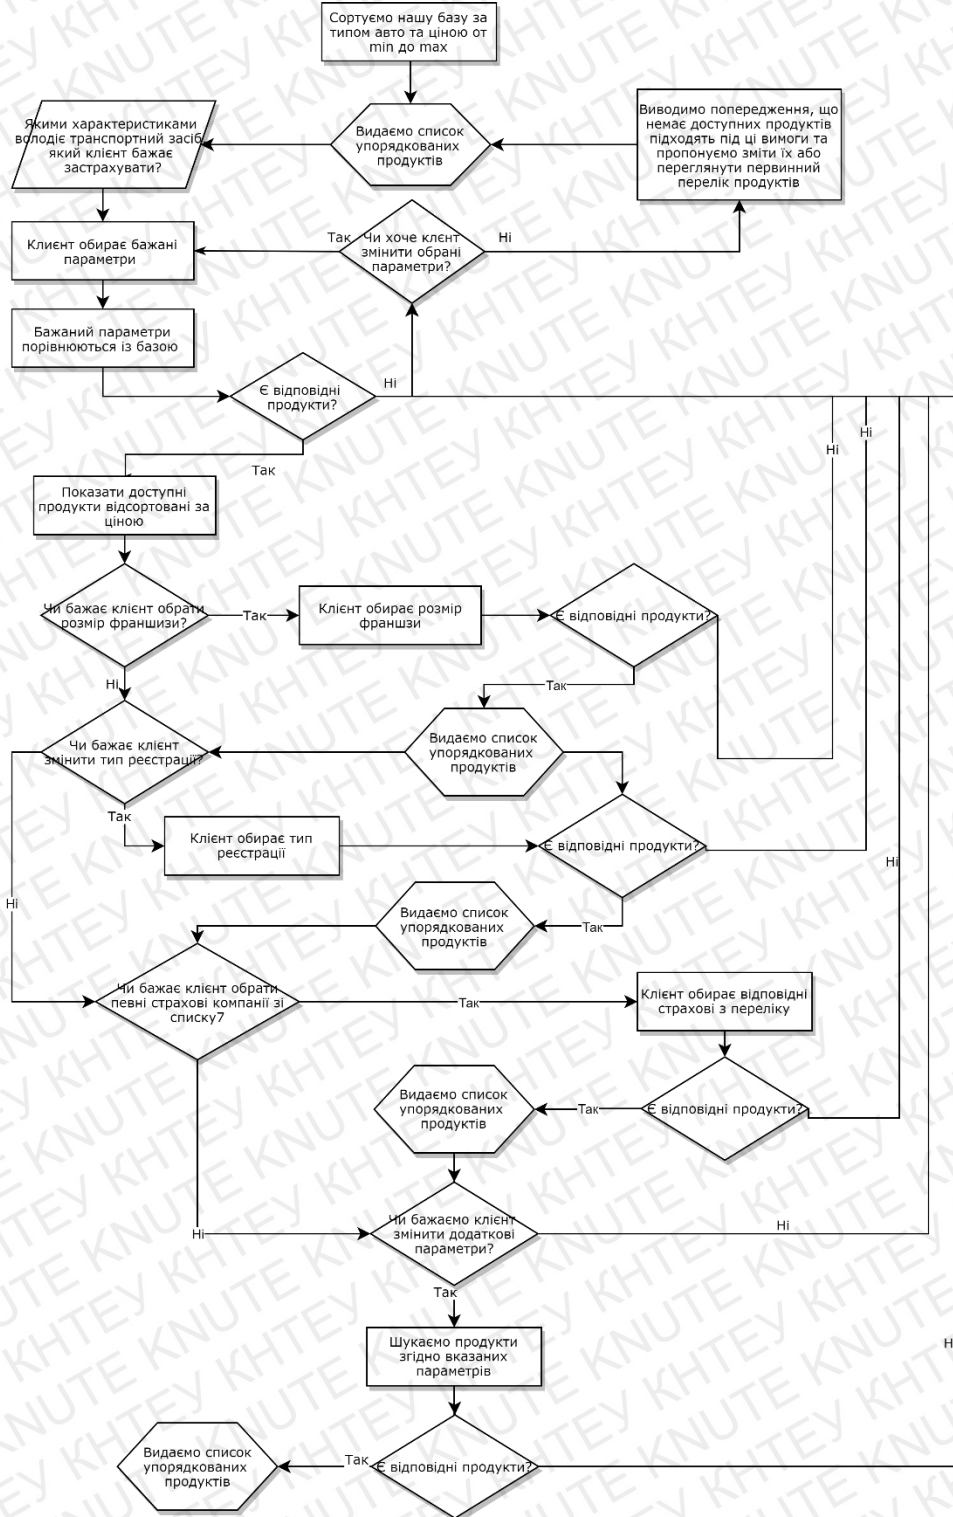 Сортуємо нашу базу за
типом авто та ціною от
min до max
Якими характеристиками
володіє транспортний засіб
який клієнт бажає
застрахувати?
Видаємо список
упорядкованих
продуктів
Виводимо попередження, що
немає доступних продуктів
підходять під ці вимоги та
пропонуємо зміти їх або
переглянути первинний
перелік продуктів
Клиєнт обирає бажані
параметри
Так
Чи хоче клєнт
змінити обрані
параметри?
Ні
Бажаний параметри
порівнюються із базою
Є відповідні
продукти?
Ні
Так
Ні
Ні
Показати доступні
продукти відсортовані за
ціною
Чи бажає клієнт обрати
розмір франшизи?
Так
Клієнт обирає розмір
франшзи
Є відповідні продукти?
Ні
Так
Чи бажає клієнт
змінити тип реєстрації?
Видаємо список
упорядкованих
продуктів
Так
Клієнт обирає тип
реєстрації
Є відповідні продукти?
Ні
Ні
Видаємо список
упорядкованих
продуктів
Так
Чи бажає клієнт обрати
певні страхові компанії зі
списку7
Так
Клієнт обирає відповідні
страхові з переліку
Видаємо список
упорядкованих
продуктів
Так
Є відповідні продукти?
Ні
Чи бажаємо клієнт
змінити додаткові
параметри?
Ні
Так
Шукаємо продукти
згідно вказаних
параметрів
Видаємо список
упорядкованих
продуктів
Так
Є відповідні продукти?